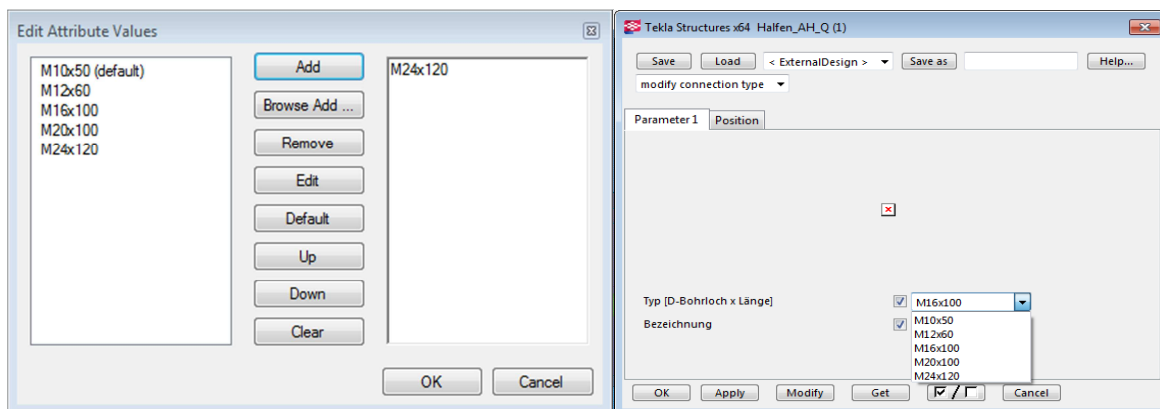 Edit Attribute Values
M10x50 (default)
M12x60
M16x100
M20x100
M24x120
Add
Browse Add ...
Remove
Edit
Default
Up
Down
Clear
M24x120
OK Cancel
Tekla Structures x64 Halfen_AH_Q (1)
Save Load < ExternalDesign > Save as Help...
modify connection type
Parameter 1 Position
Typ [D-Bohrloch x Länge] M16x100
Bezeichnung
M10x50
M12x60
M16x100
M20x100
M24x120
OK Apply Modify Get / Cancel